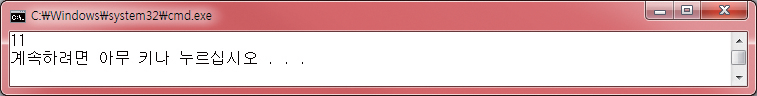 C:₩Windows₩system32₩cmd.exe
11
계속하려면 아무 키나 누르십시오 . . .